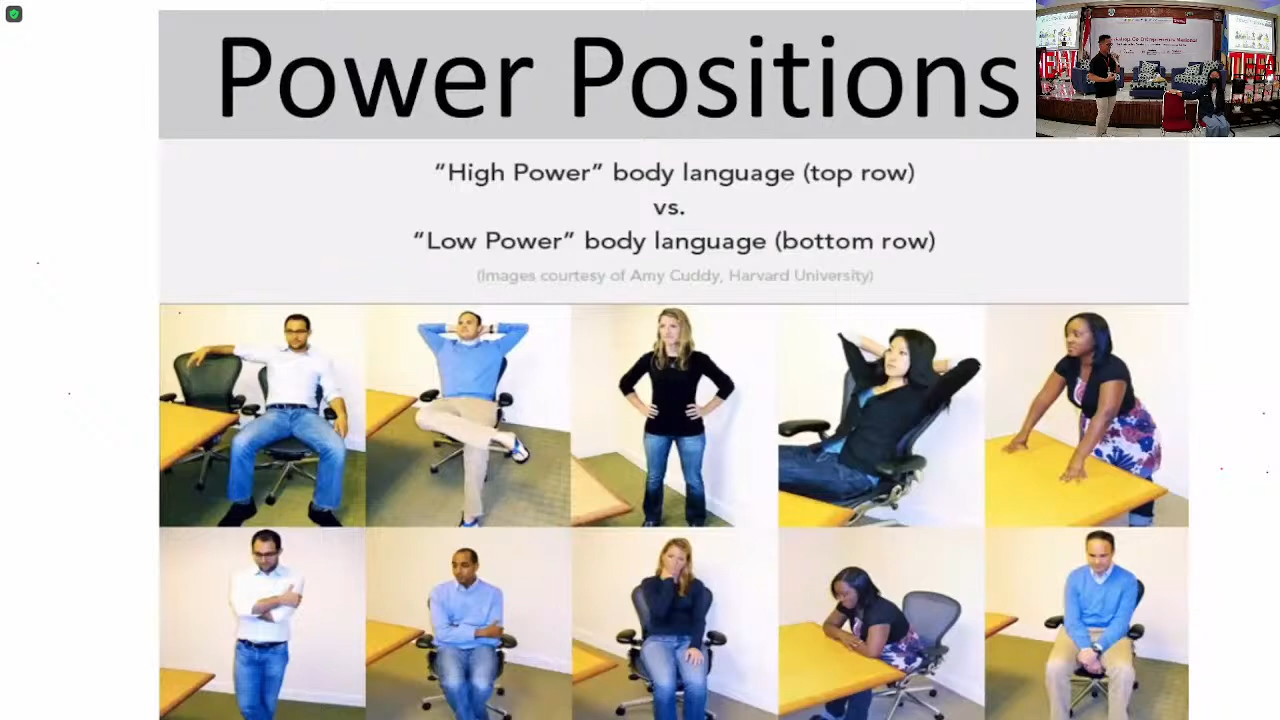 Power Positions
“High Power” body language (top row)
vs.
“Low Power” body language (bottom row)
(Images courtesy of Amy Cuddy, Harvard University)